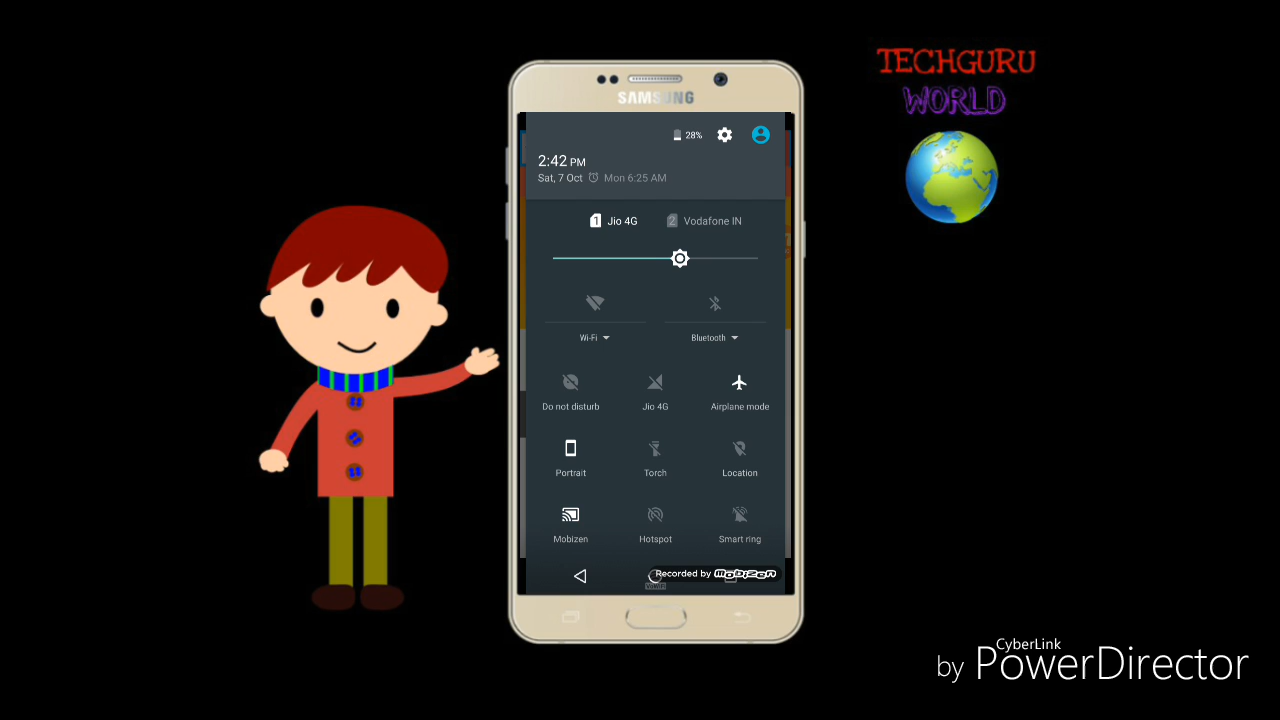 TECHGURU
WORLD
SAMSUNG
28%
2:42 PM
Sat, 7 Oct Mon 6:25 AM
1 Jio 4G 2 Vodafone IN
Wi-Fi Bluetooth
Do not disturb Jio 4G Airplane mode
Portrait Torch Location
Mobizen Hotspot Smart ring
Recorded by mobizen
CyberLink
by PowerDirector